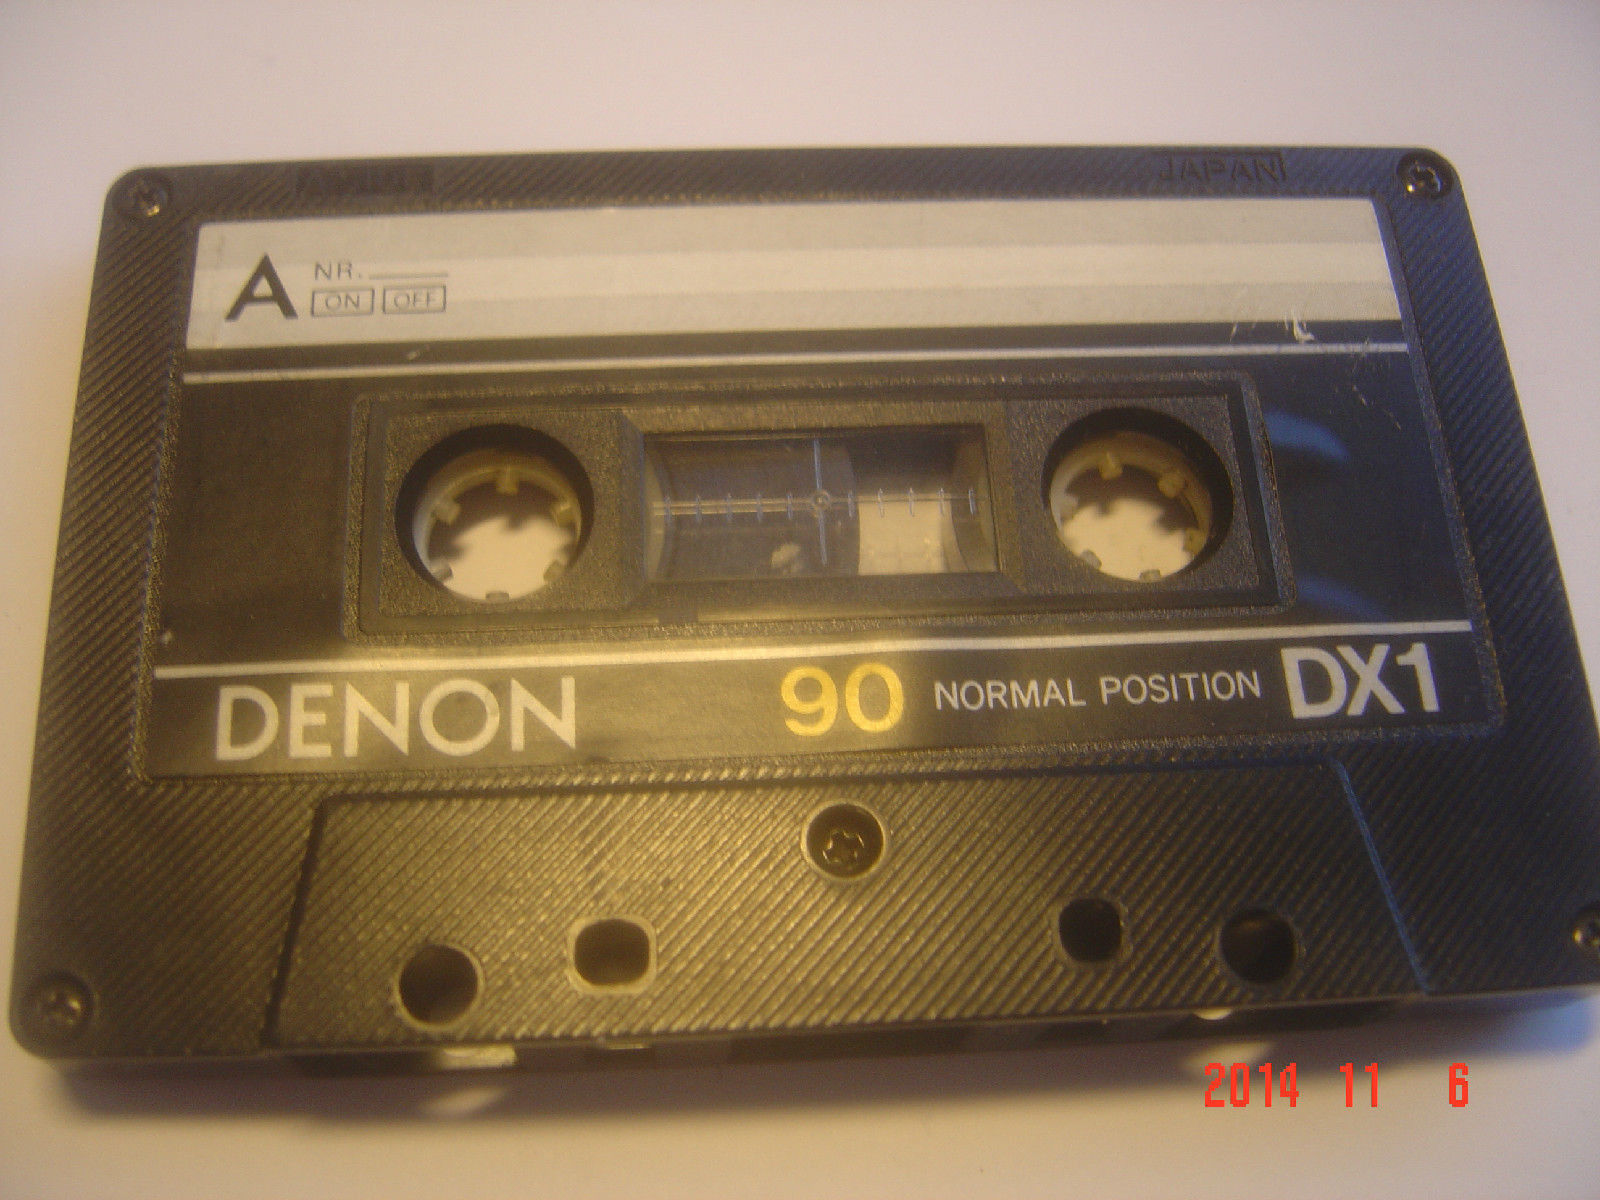 JAPAN
A NR.
ON OFF
DENON 90 NORMAL POSITION DX1
2014 11 6